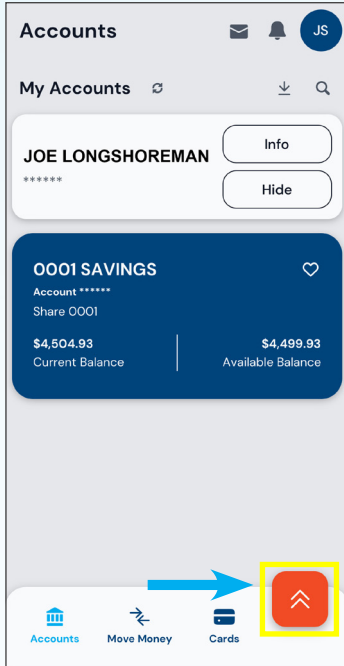 Accounts
JS
My Accounts
JOE LONGSHOREMAN
******
Info
Hide
0001 SAVINGS
Account ******
Share 0001
$4,504.93
Current Balance
$4,499.93
Available Balance
Accounts
Move Money
Cards